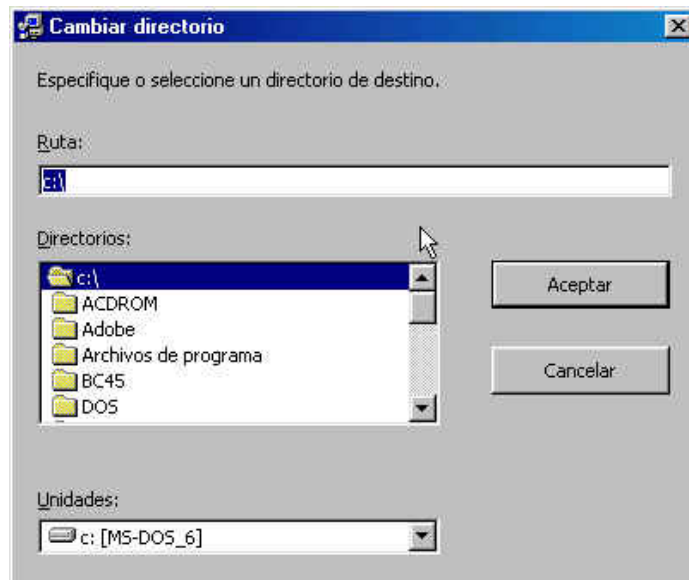 Cambiar directorio
Especifique o seleccione un directorio de destino.
Ruta:
c:\
Directorios:
c:\
ACDROM
Adobe
Archivos de programa
BC45
DOS
Aceptar
Cancelar
Unidades:
c: [MS-DOS_6]